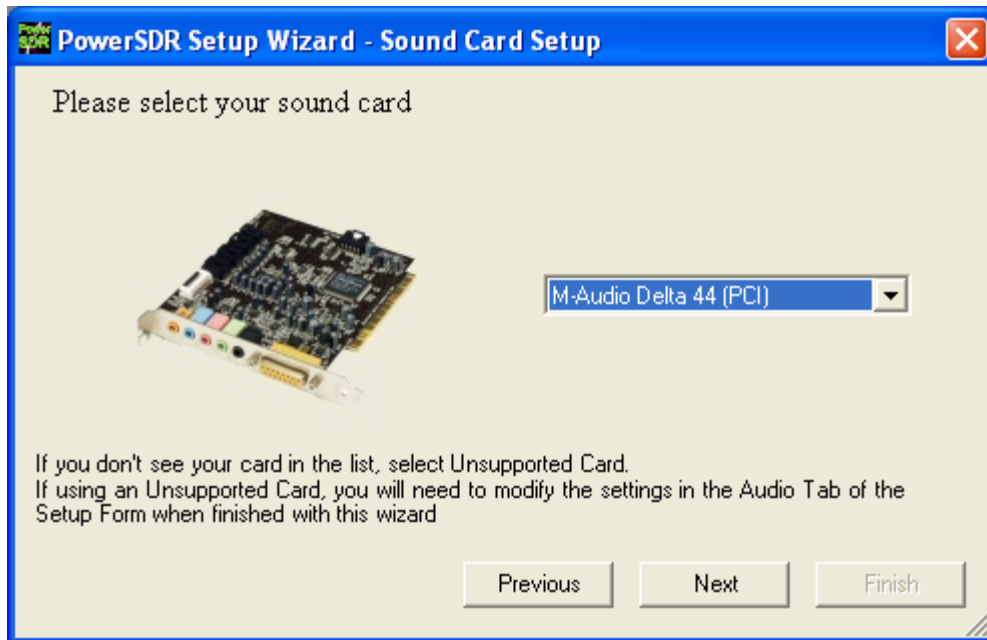 PowerSDR Setup Wizard - Sound Card Setup
Please select your sound card
M-Audio Delta 44 (PCI)
If you don't see your card in the list, select Unsupported Card.
If using an Unsupported Card, you will need to modify the settings in the Audio Tab of the
Setup Form when finished with this wizard
Previous
Next
Finish